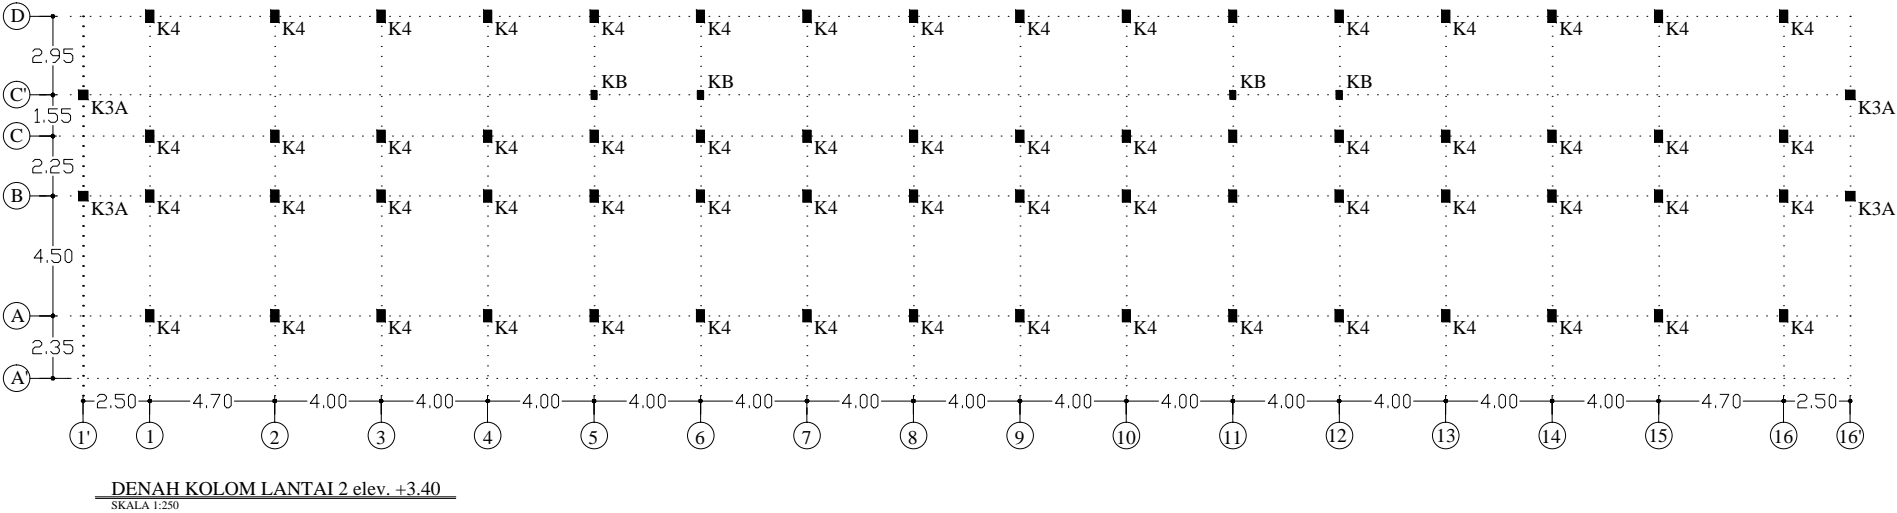 D K4 K4 K4 K4 K4 K4 K4 K4 K4 K4 K4 K4 K4 K4 K4
2.95
KB KB KB KB
C'
K3A K3A
1.55
C
K4 K4 K4 K4 K4 K4 K4 K4 K4 K4 K4 K4 K4 K4 K4
2.25
B
K3A K4 K4 K4 K4 K4 K4 K4 K4 K4 K4 K4 K4 K4 K4 K4 K3A
4.50
A
K4 K4 K4 K4 K4 K4 K4 K4 K4 K4 K4 K4 K4 K4 K4 K4
2.35
A'
2.50 4.70 4.00 4.00 4.00 4.00 4.00 4.00 4.00 4.00 4.00 4.00 4.00 4.00 4.00 4.70 2.50
1' 1 2 3 4 5 6 7 8 9 10 11 12 13 14 15 16 16'
DENAH KOLOM LANTAI 2 elev. +3.40
SKALA 1:250